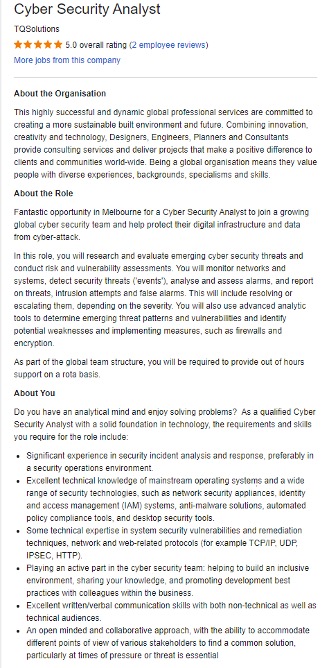 Cyber Security Analyst
TQSolutions
5.0 overall rating (2 employee reviews)
More jobs from this company
About the Organisation
This highly successful and dynamic global professional services are committed to
creating a more sustainable built environment and future. Combining innovation,
creativity and technology, Designers, Engineers, Planners and Consultants
provide consulting services and deliver projects that make a positive difference to
clients and communities world-wide. Being a global organisation means they value
people with diverse experiences, backgrounds, specialisms and skills.
About the Role
Fantastic opportunity in Melbourne for a Cyber Security Analyst to join a growing
global cyber security team and help protect their digital infrastructure and data
from cyber-attack.
In this role, you will research and evaluate emerging cyber security threats and
conduct risk and vulnerability assessments. You will monitor networks and
systems, detect security threats ('events'), analyse and assess alarms, and report
on threats, intrusion attempts and false alarms. This will include resolving or
escalating them, depending on the severity. You will also use advanced analytic
tools to determine emerging threat patterns and vulnerabilities and identify
potential weaknesses and implementing measures, such as firewalls and
encryption.
As part of the global team structure, you will be required to provide out of hours
support on a rota basis.
About You
Do you have an analytical mind and enjoy solving problems? As a qualified Cyber
Security Analyst with a solid foundation in technology, the requirements and skills
you require for the role include:
• Significant experience in security incident analysis and response, preferably in
a security operations environment.
• Excellent technical knowledge of mainstream operating systems and a wide
range of security technologies, such as network security appliances, identity
and access management (IAM) systems, anti-malware solutions, automated
policy compliance tools, and desktop security tools.
• Some technical expertise in system security vulnerabilities and remediation
techniques, network and web-related protocols (for example TCP/IP, UDP,
IPSEC, HTTP).
• Playing an active part in the cyber security team: helping to build an inclusive
environment, sharing your knowledge, and promoting development best
practices with colleagues within the business.
• Excellent written/verbal communication skills with both non-technical as well as
technical audiences.
• An open minded and collaborative approach, with the ability to accommodate
different points of view of various stakeholders to find a common solution,
particularly at times of pressure or threat is essential